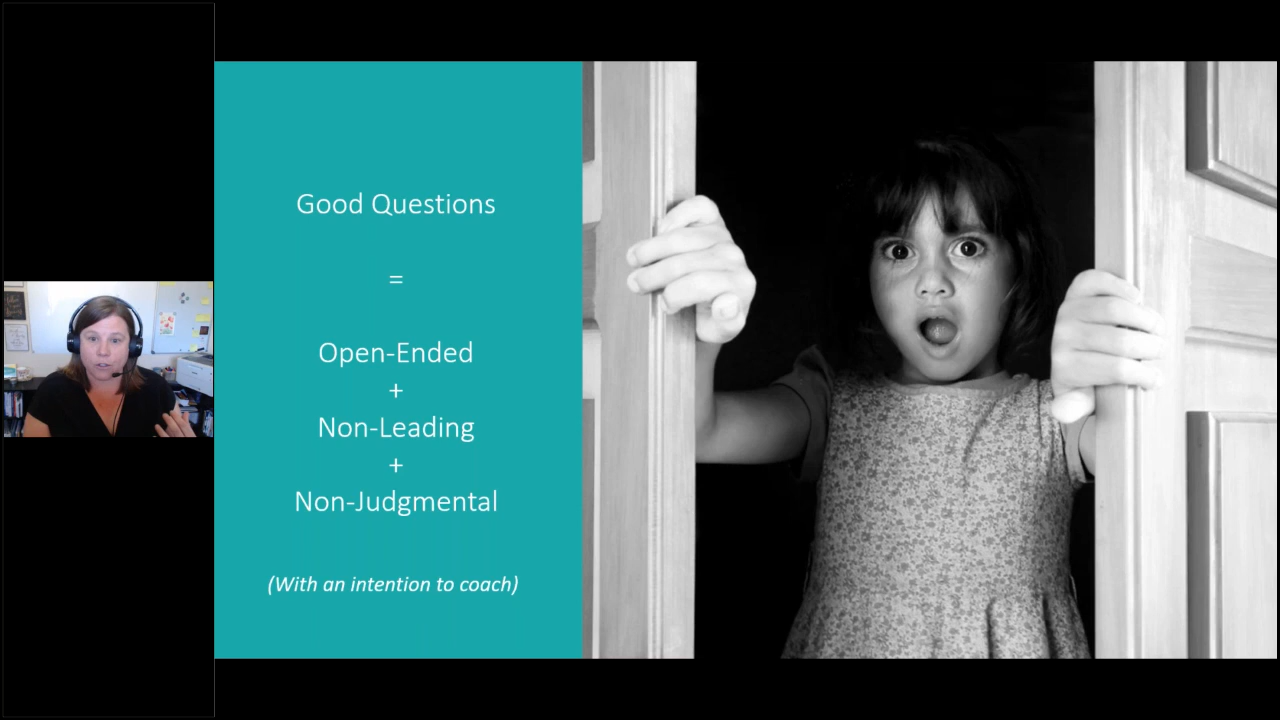 Good Questions
=
Open-Ended
+
Non-Leading
+
Non-Judgmental
(With an intention to coach)